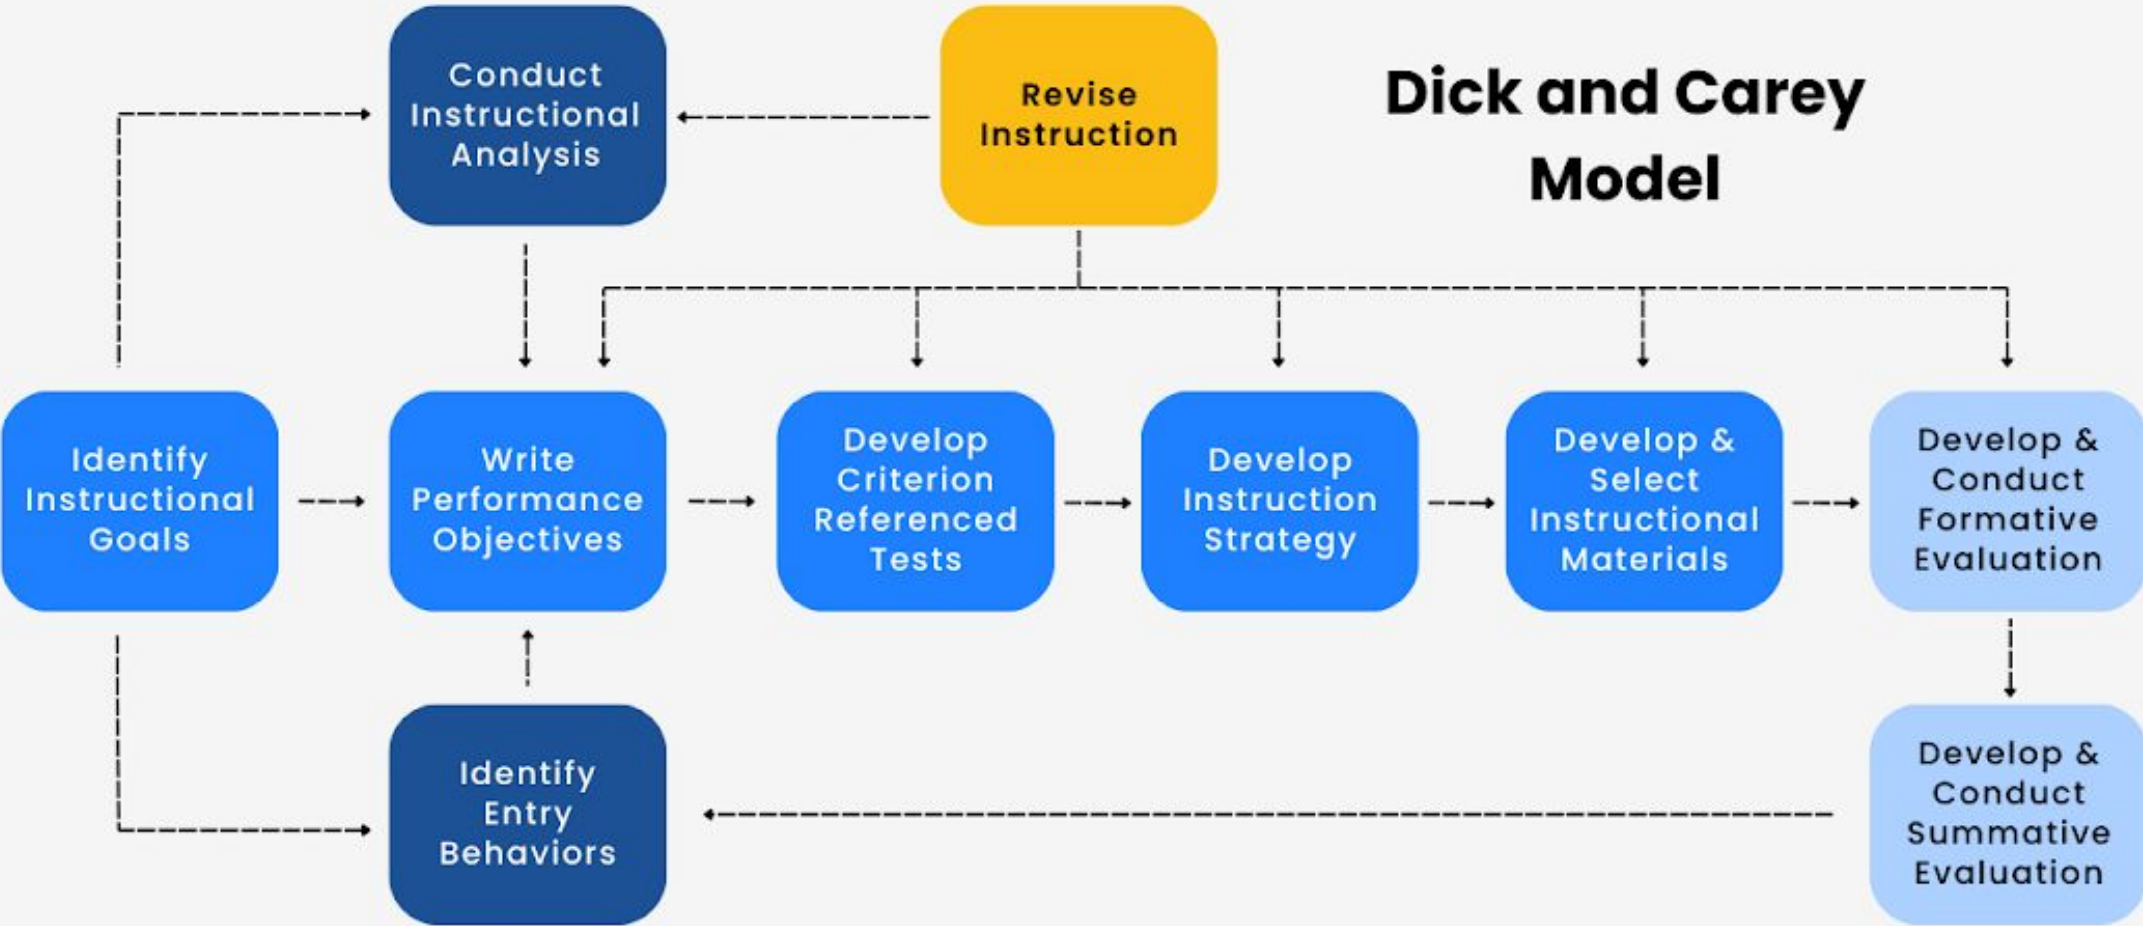 Conduct
Instructional
Analysis
Revise
Instruction
Dick and Carey
Model
Identify
Instructional
Goals
Write
Performance
Objectives
Develop
Criterion
Referenced
Tests
Develop
Instruction
Strategy
Develop &
Select
Instructional
Materials
Develop &
Conduct
Formative
Evaluation
Identify
Entry
Behaviors
Develop &
Conduct
Summative
Evaluation